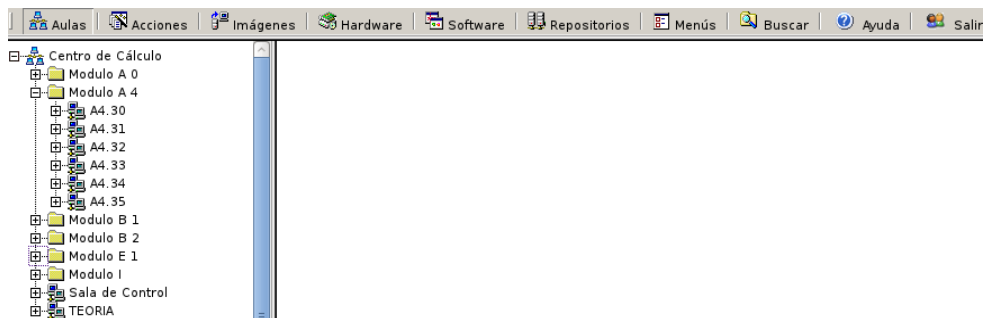 Aulas Acciones Imágenes Hardware Software Repositorios Menús Buscar Ayuda Salir
Centro de Cálculo
Modulo A 0
Modulo A 4
A4.30
A4.31
A4.32
A4.33
A4.34
A4.35
Modulo B 1
Modulo B 2
Modulo E 1
Modulo I
Sala de Control
TEORIA